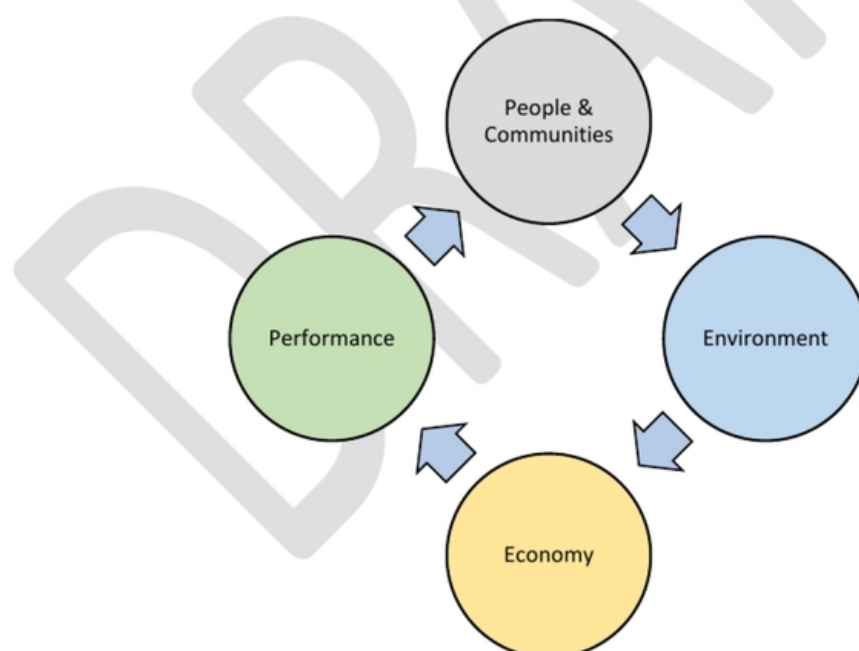 People &
Communities
Performance
Environment
Economy